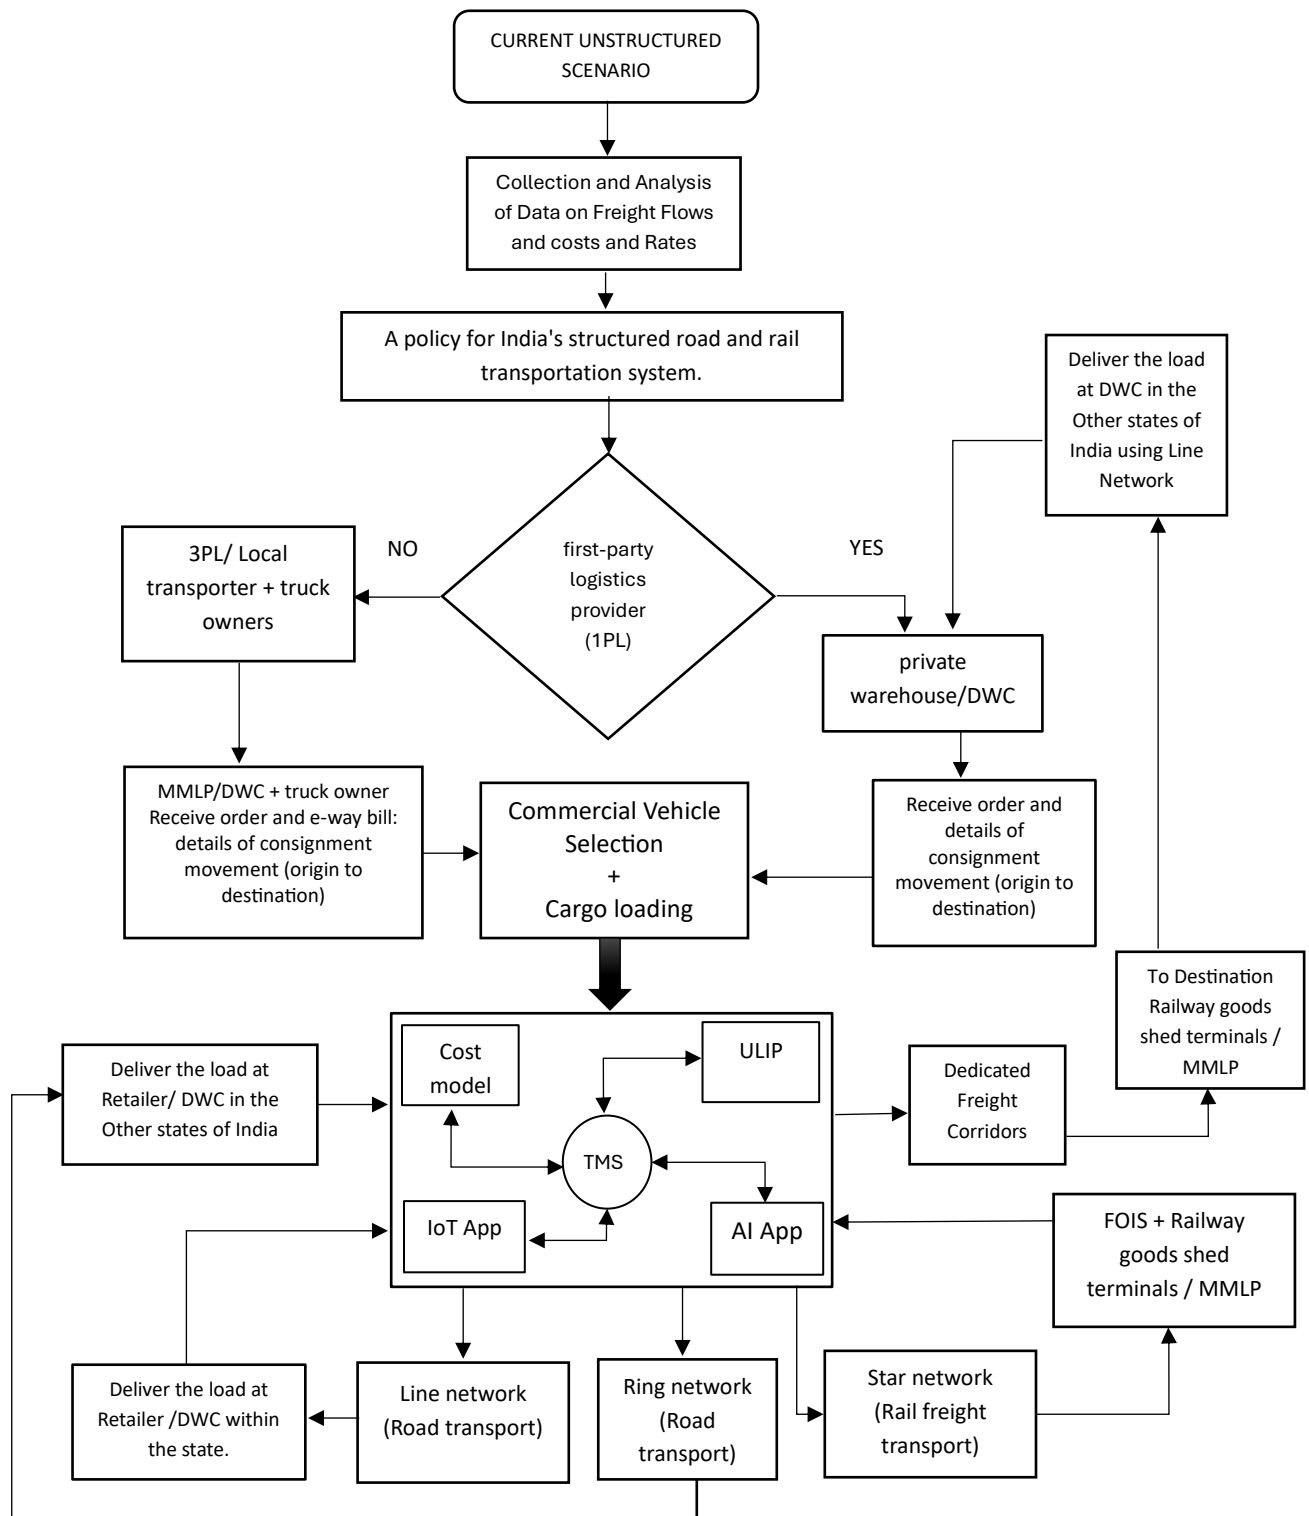 CURRENT UNSTRUCTURED
SCENARIO
Collection and Analysis
of Data on Freight Flows
and costs and Rates
A policy for India's structured road and rail
transportation system.
Deliver the load
at DWC in the
Other states of
India using Line
Network
3PL/ Local
transporter + truck
owners
NO
first-party
logistics
provider
(1PL)
YES
private
warehouse/DWC
MMLP/DWC + truck owner
Receive order and e-way bill:
details of consignment
movement (origin to
destination)
Commercial Vehicle
Selection
+
Cargo loading
Receive order and
details of
consignment
movement (origin to
destination)
To Destination
Railway goods
shed terminals /
MMLP
Deliver the load at
Retailer/ DWC in the
Other states of India
Cost
model
ULIP
TMS
IoT App
AI App
Dedicated
Freight
Corridors
FOIS + Railway
goods shed
terminals / MMLP
Deliver the load at
Retailer /DWC within
the state.
Line network
(Road transport)
Ring network
(Road
transport)
Star network
(Rail freight
transport)